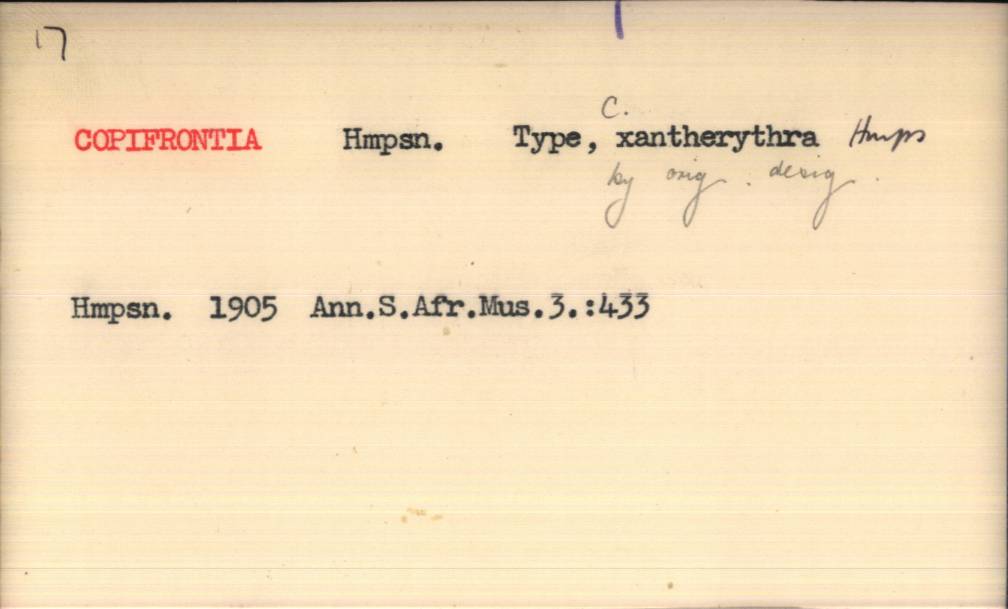 17
COPIFRONTIA Hmpsn. Type, C. xantherythra Hmps
by orig. desig.
Hmpsn. 1905 Ann.S.Afr.Mus.3.:433